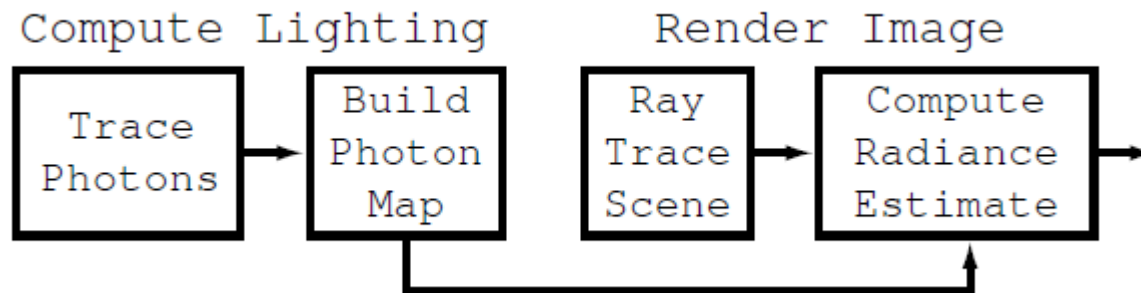 Compute Lighting
Render Image
Trace
Photons
Build
Photon
Map
Ray
Trace
Scene
Compute
Radiance
Estimate